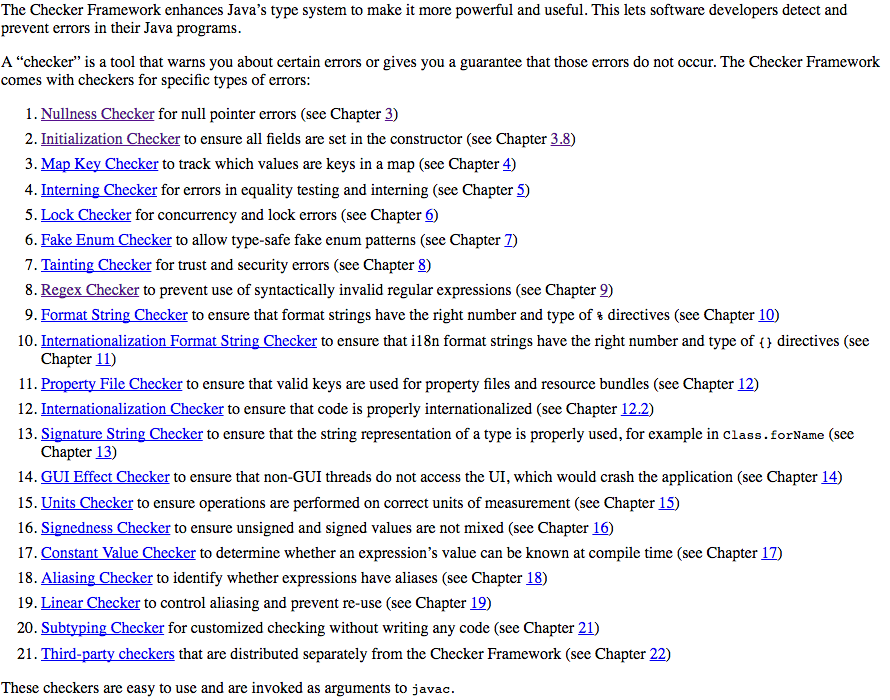 The Checker Framework enhances Java’s type system to make it more powerful and useful. This lets software developers detect and
prevent errors in their Java programs.
A “checker” is a tool that warns you about certain errors or gives you a guarantee that those errors do not occur. The Checker Framework
comes with checkers for specific types of errors:
1. Nullness Checker for null pointer errors (see Chapter 3)
2. Initialization Checker to ensure all fields are set in the constructor (see Chapter 3.8)
3. Map Key Checker to track which values are keys in a map (see Chapter 4)
4. Interning Checker for errors in equality testing and interning (see Chapter 5)
5. Lock Checker for concurrency and lock errors (see Chapter 6)
6. Fake Enum Checker to allow type-safe fake enum patterns (see Chapter 7)
7. Tainting Checker for trust and security errors (see Chapter 8)
8. Regex Checker to prevent use of syntactically invalid regular expressions (see Chapter 9)
9. Format String Checker to ensure that format strings have the right number and type of % directives (see Chapter 10)
10. Internationalization Format String Checker to ensure that i18n format strings have the right number and type of {} directives (see
Chapter 11)
11. Property File Checker to ensure that valid keys are used for property files and resource bundles (see Chapter 12)
12. Internationalization Checker to ensure that code is properly internationalized (see Chapter 12.2)
13. Signature String Checker to ensure that the string representation of a type is properly used, for example in Class.forName (see
Chapter 13)
14. GUI Effect Checker to ensure that non-GUI threads do not access the UI, which would crash the application (see Chapter 14)
15. Units Checker to ensure operations are performed on correct units of measurement (see Chapter 15)
16. Signedness Checker to ensure unsigned and signed values are not mixed (see Chapter 16)
17. Constant Value Checker to determine whether an expression’s value can be known at compile time (see Chapter 17)
18. Aliasing Checker to identify whether expressions have aliases (see Chapter 18)
19. Linear Checker to control aliasing and prevent re-use (see Chapter 19)
20. Subtyping Checker for customized checking without writing any code (see Chapter 21)
21. Third-party checkers that are distributed separately from the Checker Framework (see Chapter 22)
These checkers are easy to use and are invoked as arguments to javac.